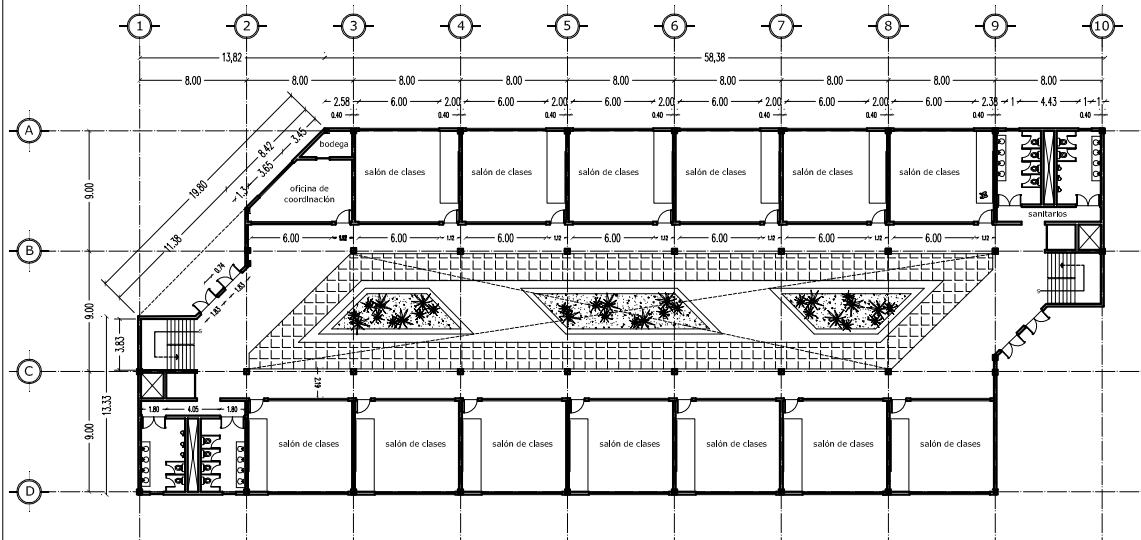 1 2 3 4 5 6 7 8 9 10
13,82 58,38
8.00 8.00 8.00 8.00 8.00 8.00 8.00 8.00 8.00
2.58 6.00 2.00 6.00 2.00 6.00 2.00 6.00 2.00 6.00 2.00 6.00 2.38 1 4.43 1 1
0.40 0.40 0.40 0.40 0.40 0.40 0.40 0.40
A
3.45
8.42
3.65
1.3
19.80
11.38
9.00
bodega
oficina de
coordinación
salón de clases salón de clases salón de clases salón de clases salón de clases salón de clases
sanitarios
B
6.00 6.00 6.00 6.00 6.00 6.00 6.00
0.74
1.83
1.83
9.00
3.83
C
2.19
13.33
1.80 4.05 1.80
9.00
salón de clases salón de clases salón de clases salón de clases salón de clases salón de clases salón de clases
D